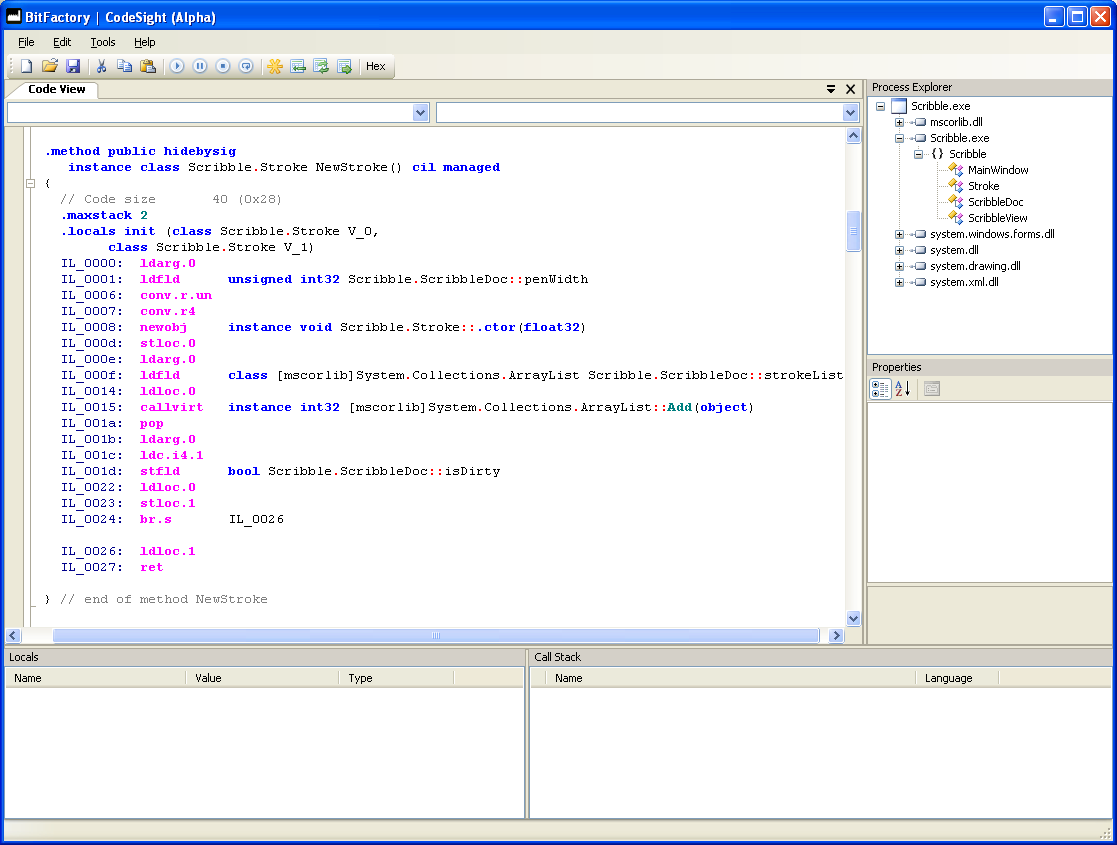 BitFactory | CodeSight (Alpha)
File Edit Tools Help
Hex
Code View
.method public hidebysig
instance class Scribble.Stroke NewStroke() cil managed
{
// Code size 40 (0x28)
.maxstack 2
.locals init (class Scribble.Stroke V_0,
class Scribble.Stroke V_1)
IL_0000: ldarg.0
IL_0001: ldfld unsigned int32 Scribble.ScribbleDoc::penWidth
IL_0006: conv.r.un
IL_0007: conv.r4
IL_0008: newobj instance void Scribble.Stroke::.ctor(float32)
IL_000d: stloc.0
IL_000e: ldarg.0
IL_000f: ldfld class [mscorlib]System.Collections.ArrayList Scribble.ScribbleDoc::strokeList
IL_0014: ldloc.0
IL_0015: callvirt instance int32 [mscorlib]System.Collections.ArrayList::Add(object)
IL_001a: pop
IL_001b: ldarg.0
IL_001c: ldc.i4.1
IL_001d: stfld bool Scribble.ScribbleDoc::isDirty
IL_0022: ldloc.0
IL_0023: stloc.1
IL_0024: br.s IL_0026
IL_0026: ldloc.1
IL_0027: ret
} // end of method NewStroke
Process Explorer
Scribble.exe
mscorlib.dll
Scribble.exe
{} Scribble
MainWindow
Stroke
ScribbleDoc
ScribbleView
system.windows.forms.dll
system.dll
system.drawing.dll
system.xml.dll
Properties
Locals
Name Value Type
Call Stack
Name Language